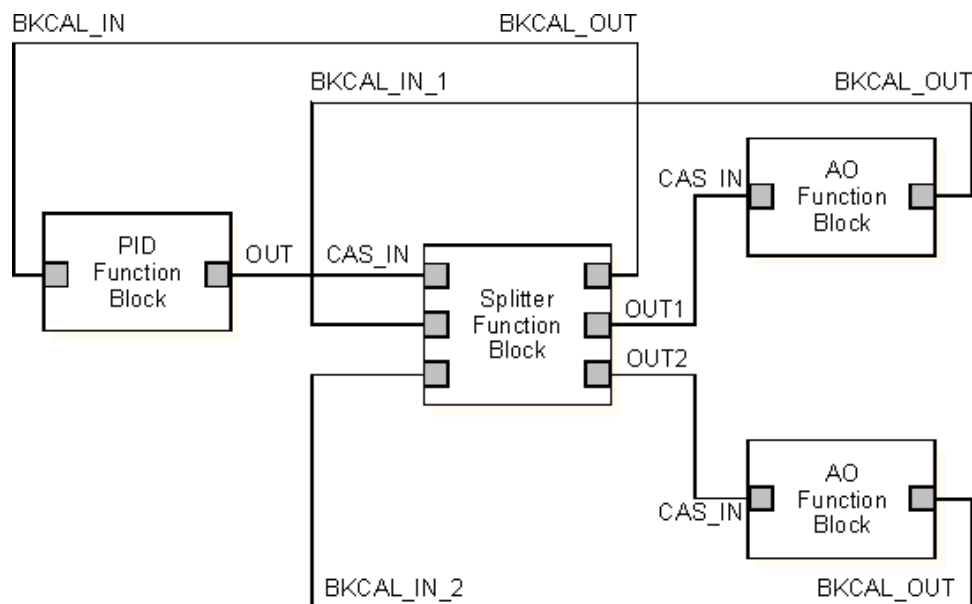 BKCAL_IN
BKCAL_OUT
BKCAL_IN_1
BKCAL_OUT
PID
Function
Block
OUT
CAS_IN
Splitter
Function
Block
OUT1
OUT2
CAS_IN
AO
Function
Block
CAS_IN
AO
Function
Block
BKCAL_IN_2
BKCAL_OUT